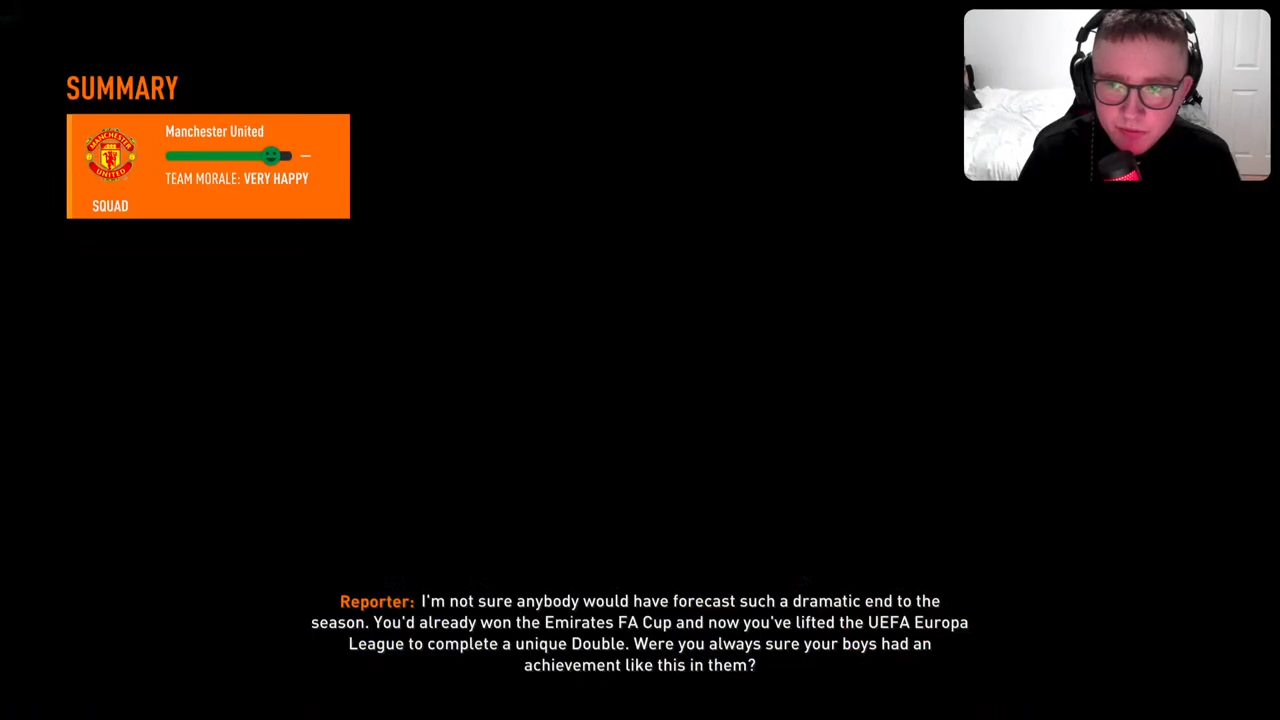 SUMMARY
Manchester United
TEAM MORALE: VERY HAPPY
SQUAD
MANCHESTER
UNITED
Reporter: I'm not sure anybody would have forecast such a dramatic end to the
season. You'd already won the Emirates FA Cup and now you've lifted the UEFA Europa
League to complete a unique Double. Were you always sure your boys had an
achievement like this in them?